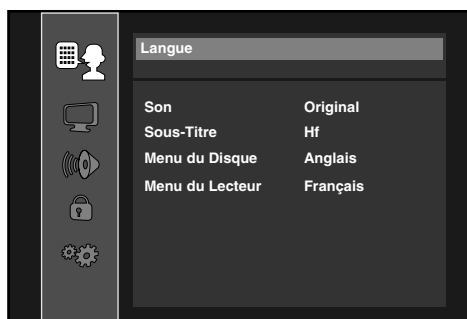 Langue
Son Original
Sous-Titre Hf
Menu du Disque Anglais
Menu du Lecteur Français